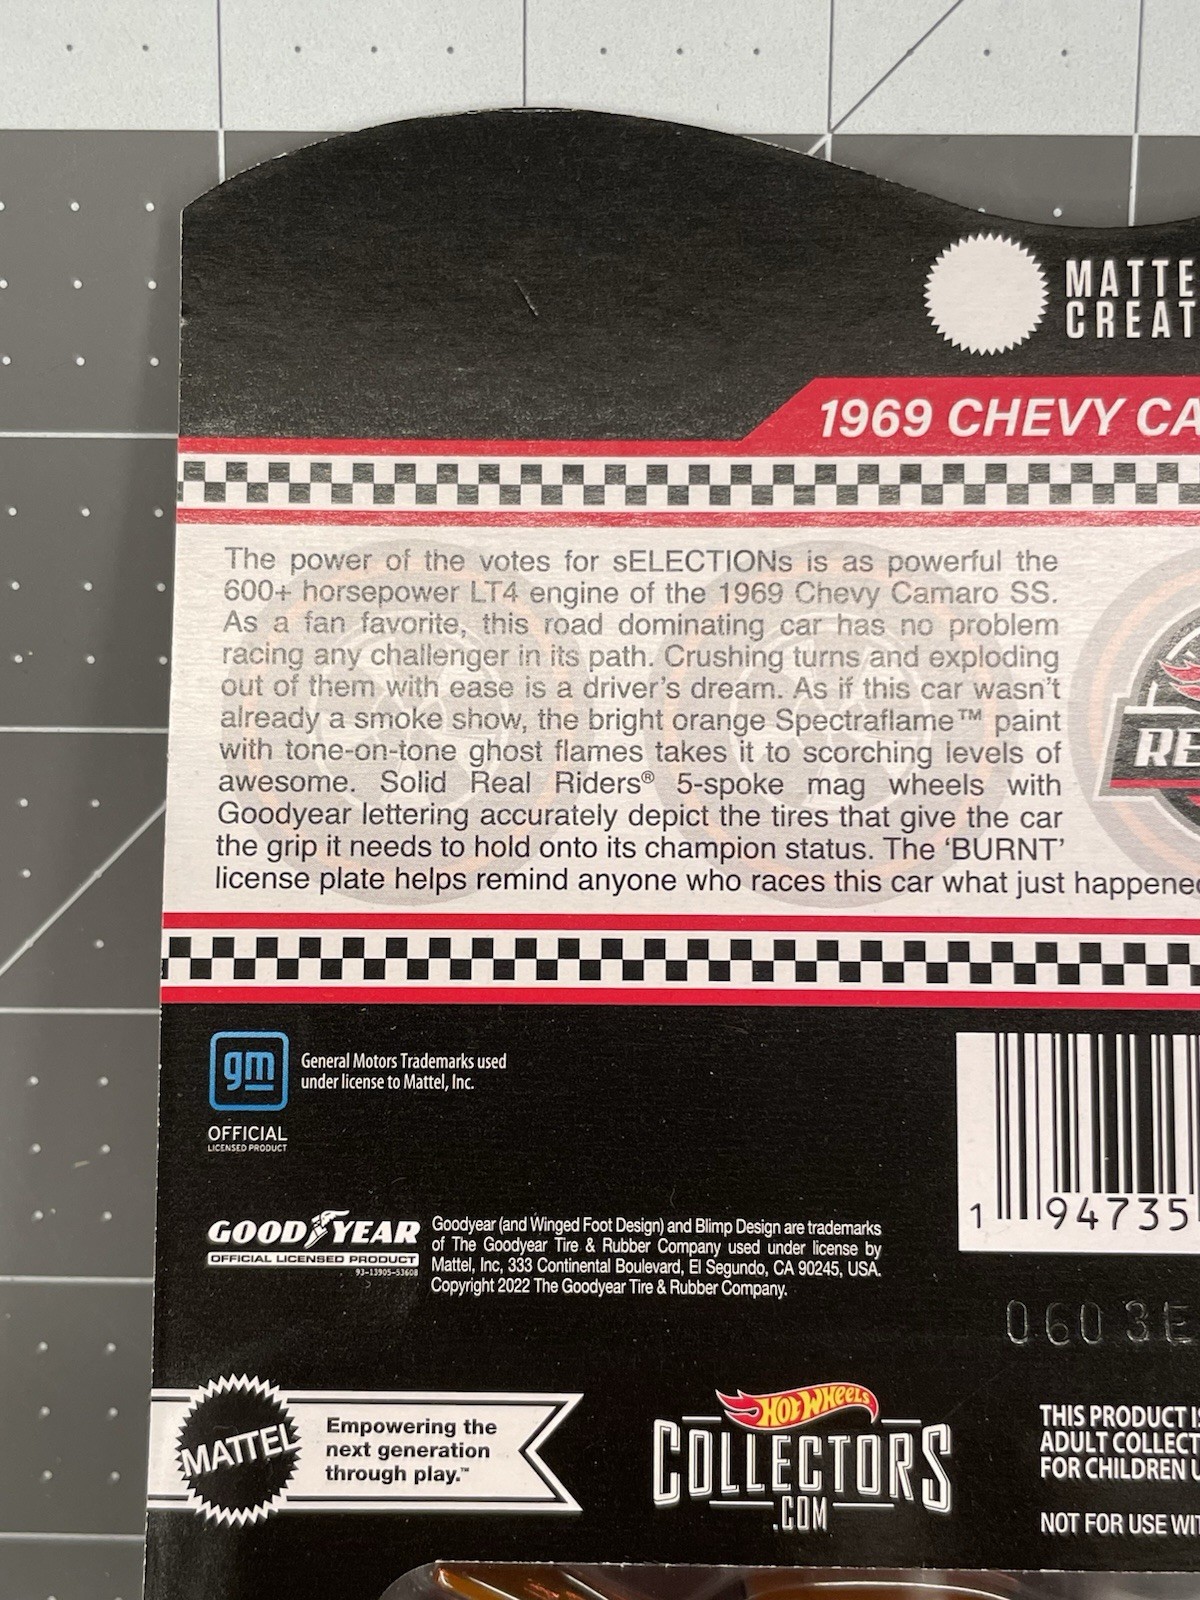 MATTE
CREAT
1969 CHEVY CA
The power of the votes for sELECTIONs is as powerful the
600+ horsepower LT4 engine of the 1969 Chevy Camaro SS.
As a fan favorite, this road dominating car has no problem
racing any challenger in its path. Crushing turns and exploding
out of them with ease is a driver's dream. As if this car wasn't
already a smoke show, the bright orange Spectraflame™ paint
with tone-on-tone ghost flames takes it to scorching levels of
awesome. Solid Real Riders® 5-spoke mag wheels with
Goodyear lettering accurately depict the tires that give the car
the grip it needs to hold onto its champion status. The ‘BURNT’
license plate helps remind anyone who races this car what just happened
RE
gm
General Motors Trademarks used
under license to Mattel, Inc.
OFFICIAL
LICENSED PRODUCT
1 94735
GOODYEAR
OFFICIAL LICENSED PRODUCT
93-13905-53608
Goodyear (and Winged Foot Design) and Blimp Design are trademarks
of The Goodyear Tire & Rubber Company used under license by
Mattel, Inc, 333 Continental Boulevard, El Segundo, CA 90245, USA.
Copyright 2022 The Goodyear Tire & Rubber Company.
0603E
MATTEL
Empowering the
next generation
through play.™
HOT WHEELS
COLLECTORS
.COM
THIS PRODUCT IS
ADULT COLLECT
FOR CHILDREN U
NOT FOR USE WIT